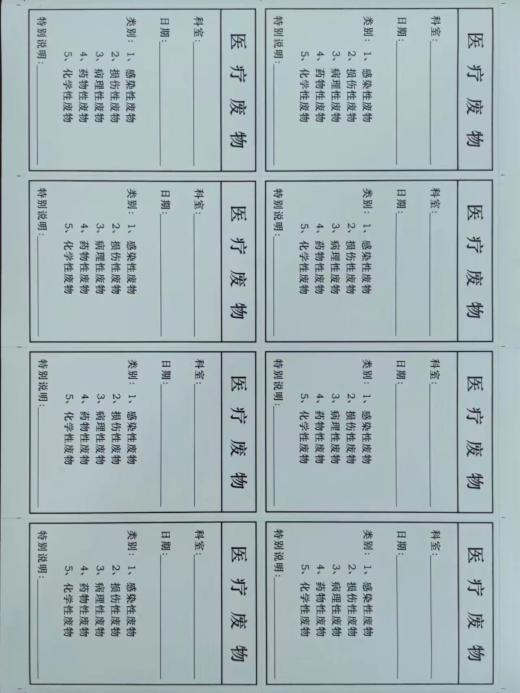 医疗废物
科室:
日期:
类别: 1、感染性废物
2、损伤性废物
3、病理性废物
4、药物性废物
5、化学性废物
特别说明:
医疗废物
科室:
日期:
类别: 1、感染性废物
2、损伤性废物
3、病理性废物
4、药物性废物
5、化学性废物
特别说明:
医疗废物
科室:
日期:
类别: 1、感染性废物
2、损伤性废物
3、病理性废物
4、药物性废物
5、化学性废物
特别说明:
医疗废物
科室:
日期:
类别: 1、感染性废物
2、损伤性废物
3、病理性废物
4、药物性废物
5、化学性废物
特别说明:
医疗废物
科室:
日期:
类别: 1、感染性废物
2、损伤性废物
3、病理性废物
4、药物性废物
5、化学性废物
特别说明:
医疗废物
科室:
日期:
类别: 1、感染性废物
2、损伤性废物
3、病理性废物
4、药物性废物
5、化学性废物
特别说明:
医疗废物
科室:
日期:
类别: 1、感染性废物
2、损伤性废物
3、病理性废物
4、药物性废物
5、化学性废物
特别说明:
医疗废物
科室:
日期:
类别: 1、感染性废物
2、损伤性废物
3、病理性废物
4、药物性废物
5、化学性废物
特别说明: